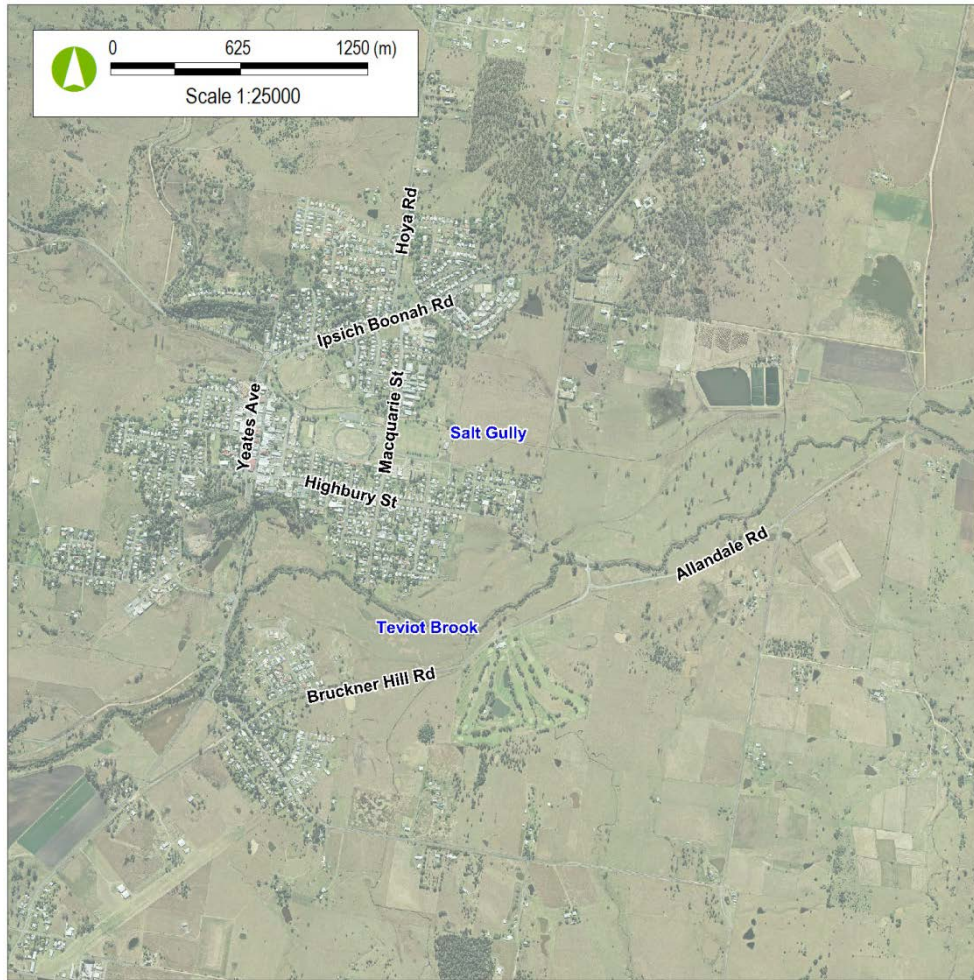 0 625 1250 (m)
Scale 1:25000
Hoya Rd
Ipsich Boonah Rd
Yeates Ave
Macquarie St
Salt Gully
Highbury St
Allandale Rd
Teviot Brook
Bruckner Hill Rd